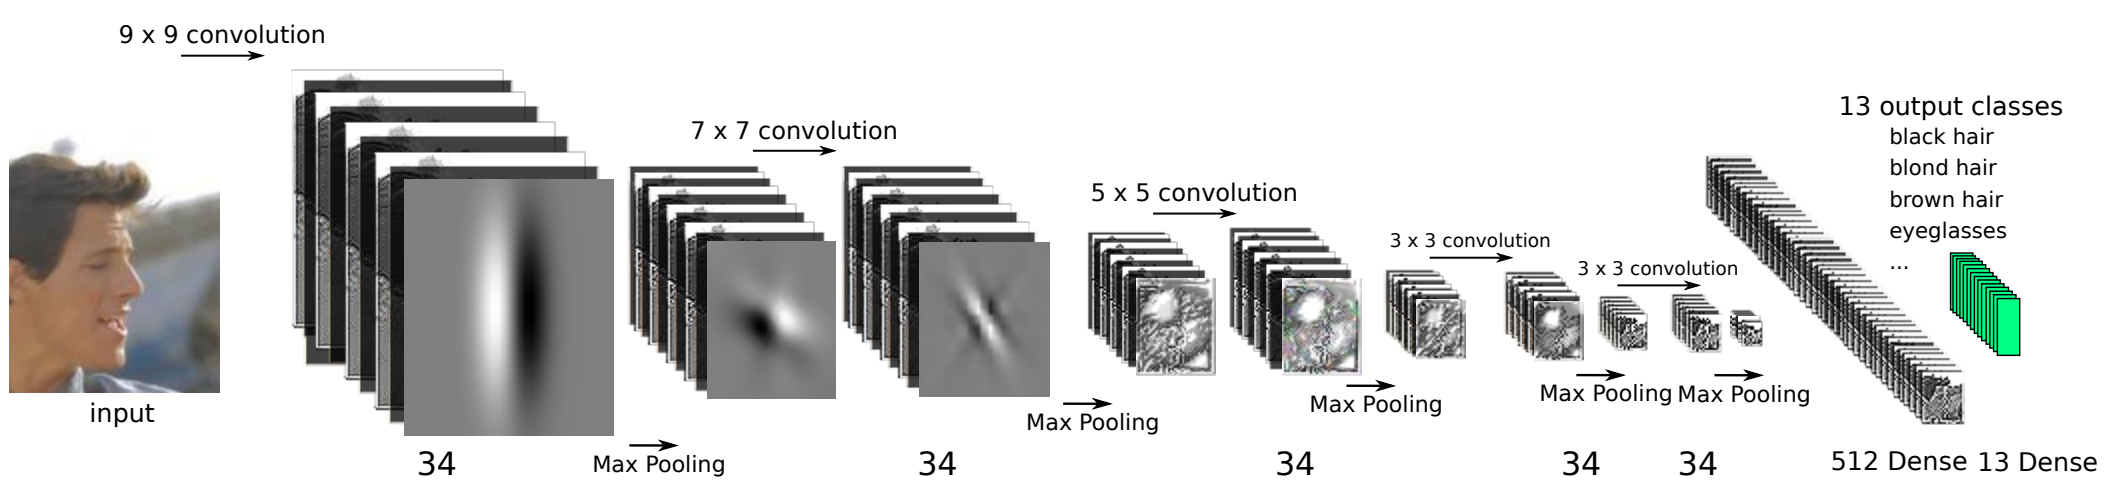 9 x 9 convolution
input
34
Max Pooling
7 x 7 convolution
34
Max Pooling
5 x 5 convolution
34
Max Pooling
3 x 3 convolution
34
Max Pooling
3 x 3 convolution
34
Max Pooling
512 Dense
13 output classes
black hair
blond hair
brown hair
eyeglasses
...
13 Dense